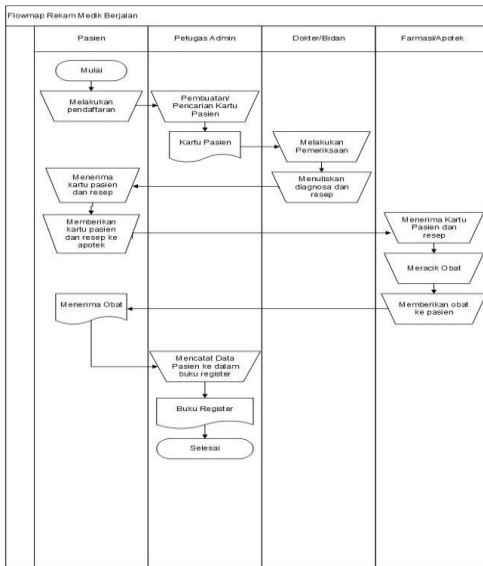 Flowmap Rekam Medik Berjalan
Pasien
Petugas Admin
Dokter/Bidan
Farmasi/Apotek
Mulai
Melakukan
pendaftaran
Pembuatan/
Pencarian Kartu
Pasien
Kartu Pasien
Melakukan
Pemeriksaan
Menerima
kartu pasien
dan resep
Menuliskan
diagnosa dan
resep
Memberikan
kartu pasien
dan resep ke
apotek
Menerima Kartu
Pasien dan
resep
Meracik Obat
Menerima Obat
Memberikan obat
ke pasien
Mencatat Data
Pasien ke dalam
buku register
Buku Register
Selesai